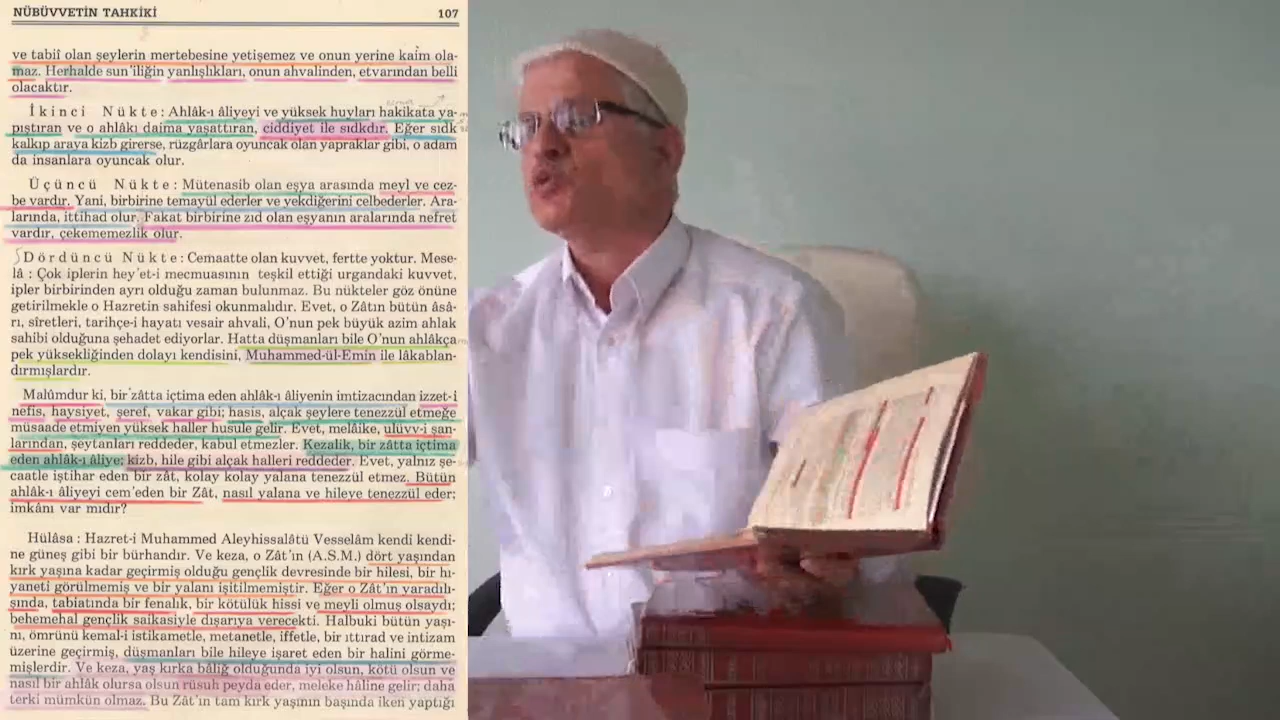 NÜBÜVVETİN TAHKİKİ 107
ve tabiî olan şeylerin mertebesine yetişemez ve onun yerine kaim ola-
maz. Herhalde sun'iliğin yanlışlıkları, onun ahvalinden, etvarından belli
olacaktır.
İkinci Nükte: Ahlâk-ı âliyeyi ve yüksek huyları hakikata ya-
pıştıran ve o ahlâkı daima yaşattıran, ciddiyet ile sıdkdır. Eğer sıdk
kalkıp araya kizb girerse, rüzgârlara oyuncak olan yapraklar gibi, o adam
da insanlara oyuncak olur.
Üçüncü Nükte: Mütenasib olan eşya arasında meyl ve cez-
be vardır. Yani, birbirine temayül ederler ve yekdiğerini celbederler. Ara-
larında, ittihad olur. Fakat birbirine zıd olan eşyanın aralarında nefret
vardır, çekememezlik olur.
Dördüncü Nükte: Cemaatte olan kuvvet, fertte yoktur. Mese-
lâ : Çok iplerin hey'et-i mecmuasının teşkil ettiği urgandaki kuvvet,
ipler birbirinden ayrı olduğu zaman bulunmaz. Bu nükteler göz önüne
getirilmekle o Hazretin sahifesi okunmalıdır. Evet, o Zâtın bütün âsâ-
rı, sîretleri, tarihçe-i hayatı vesair ahvali, O'nun pek büyük azim ahlak
sahibi olduğuna şehadet ediyorlar. Hatta düşmanları bile O'nun ahlâkça
pek yüksekliğinden dolayı kendisini, Muhammed-ül-Emin ile lâkablan-
dırmışlardır.
Malûmdur ki, bir zâtta içtima eden ahlâk-ı âliyenin imtizacından izzet-i
nefis, haysiyet, şeref, vakar gibi; hasis, alçak şeylere tenezzül etmeğe
müsaade etmiyen yüksek haller husule gelir. Evet, melâike, ulüvv-i şan-
larından, şeytanları reddeder, kabul etmezler. Kezalik, bir zâtta içtima
eden ahlâk-ı âliye; kizb, hile gibi alçak halleri reddeder. Evet, yalnız şe-
caatle iştihar eden bir zât, kolay kolay yalana tenezzül etmez. Bütün
ahlâk-ı âliyeyi cem'eden bir Zât, nasıl yalana ve hileye tenezzül eder;
imkânı var mıdır?
Hülâsa : Hazret-i Muhammed Aleyhissalâtü Vesselâm kendi kendi-
ne güneş gibi bir bürhandır. Ve keza, o Zât'ın (A.S.M.) dört yaşından
kırk yaşına kadar geçirmiş olduğu gençlik devresinde bir hilesi, bir hı-
yaneti görülmemiş ve bir yalanı işitilmemiştir. Eğer o Zât'ın yaradılı-
şında, tabiatında bir fenalık, bir kötülük hissi ve meyli olmuş olsaydı;
behemehal gençlik saikasiyle dışarıya verecekti. Halbuki bütün yaşı-
nı, ömrünü kemal-i istikametle, metanetle, iffetle, bir ıttırad ve intizam
üzerine geçirmiş, düşmanları bile hileye işaret eden bir halini görme-
mişlerdir. Ve keza, yaş kırka bâliğ olduğunda iyi olsun, kötü olsun ve
nasıl bir ahlâk olursa olsun rüsuh peyda eder, meleke hâline gelir; daha
terki mümkün olmaz. Bu Zât'ın tam kırk yaşının başında iken yaptığı